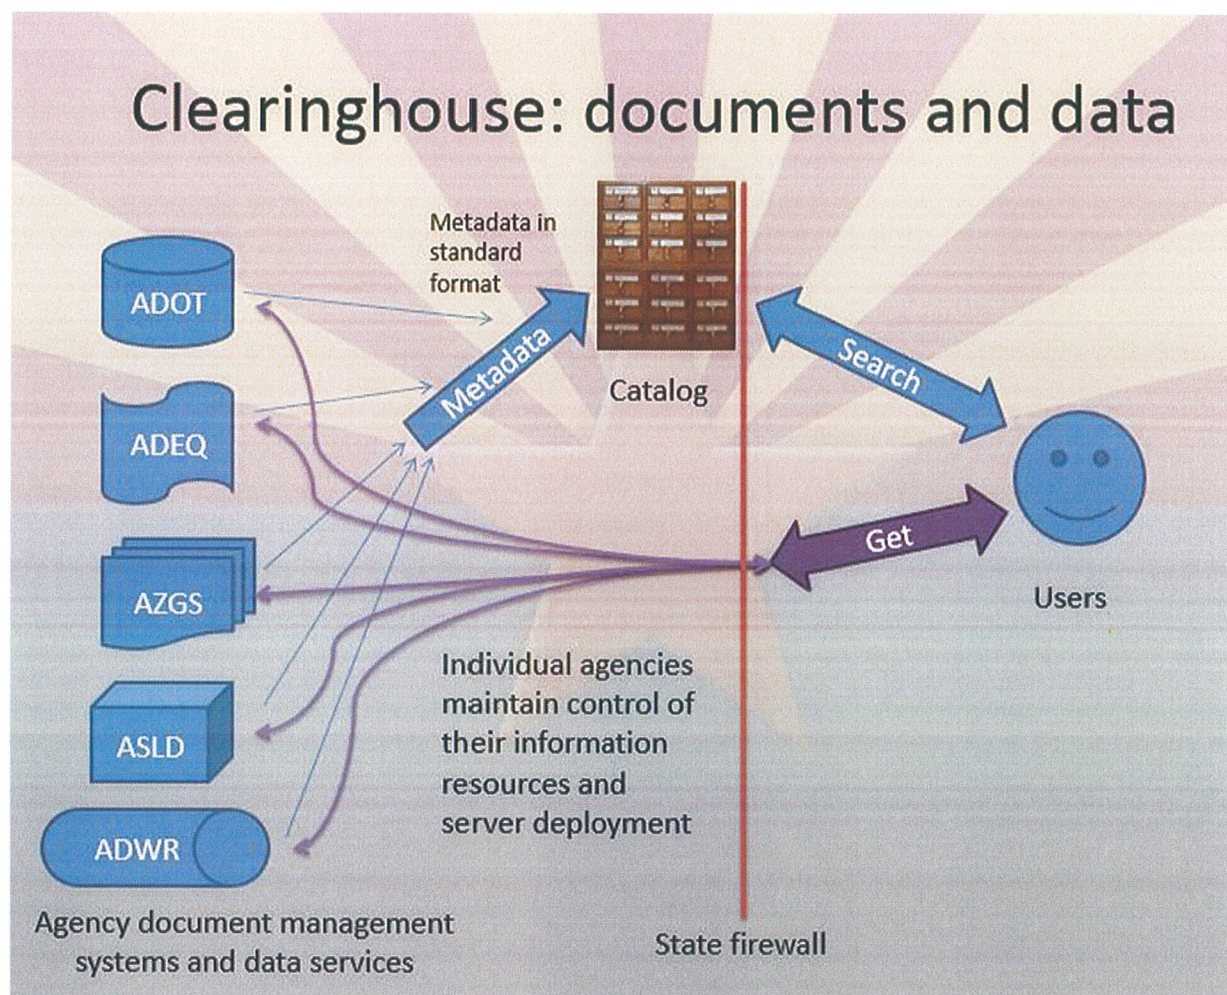 Clearinghouse: documents and data
Metadata in
standard
format
ADOT
Metadata
Search
Catalog
ADEQ
Get
AZGS
Users
Individual agencies
maintain control of
their information
resources and
server deployment
ASLD
ADWR
Agency document management
systems and data services
State firewall